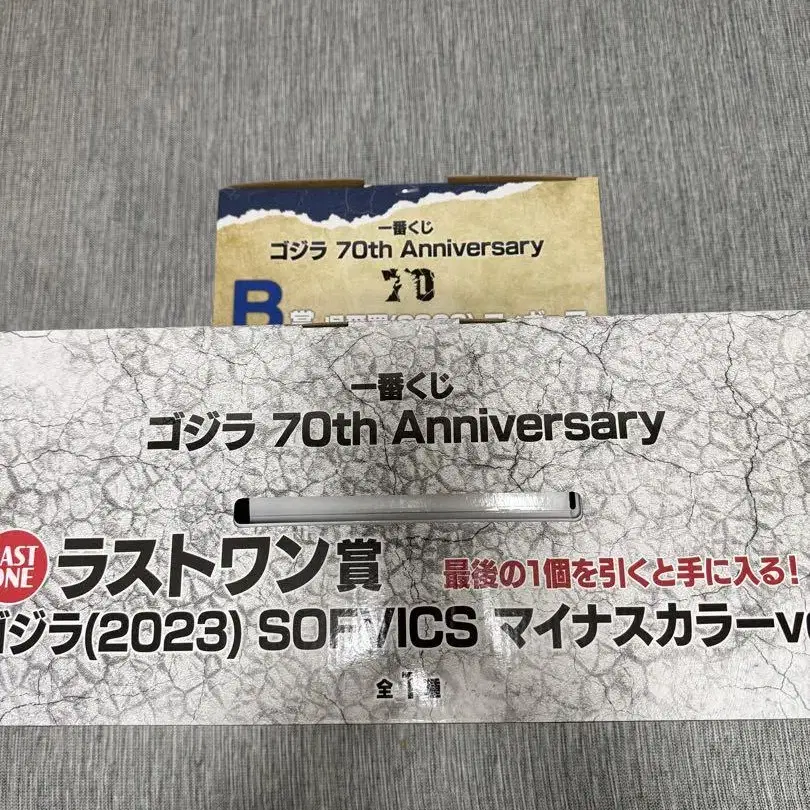 一番くじ
ゴジラ 70th Anniversary
70
B賞
一番くじ
ゴジラ 70th Anniversary
LAST ONE
ラストワン賞
最後の1個を引くと手に入る!
ゴジラ(2023) SOFVICS マイナスカラーve
全1種